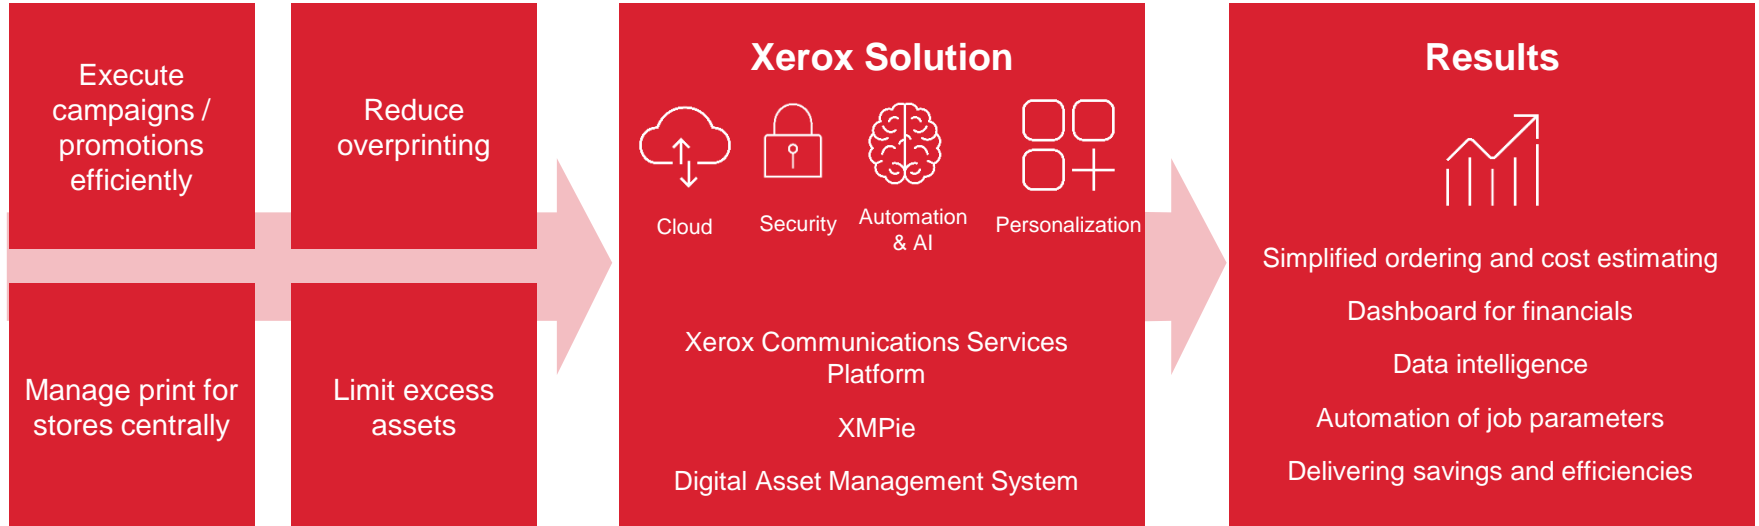 Execute
campaigns /
promotions
efficiently
Reduce
overprinting
Manage print for
stores centrally
Limit excess
assets
Xerox Solution
Cloud
Security
Automation
& AI
Personalization
Xerox Communications Services
Platform
XMPie
Digital Asset Management System
Results
Simplified ordering and cost estimating
Dashboard for financials
Data intelligence
Automation of job parameters
Delivering savings and efficiencies